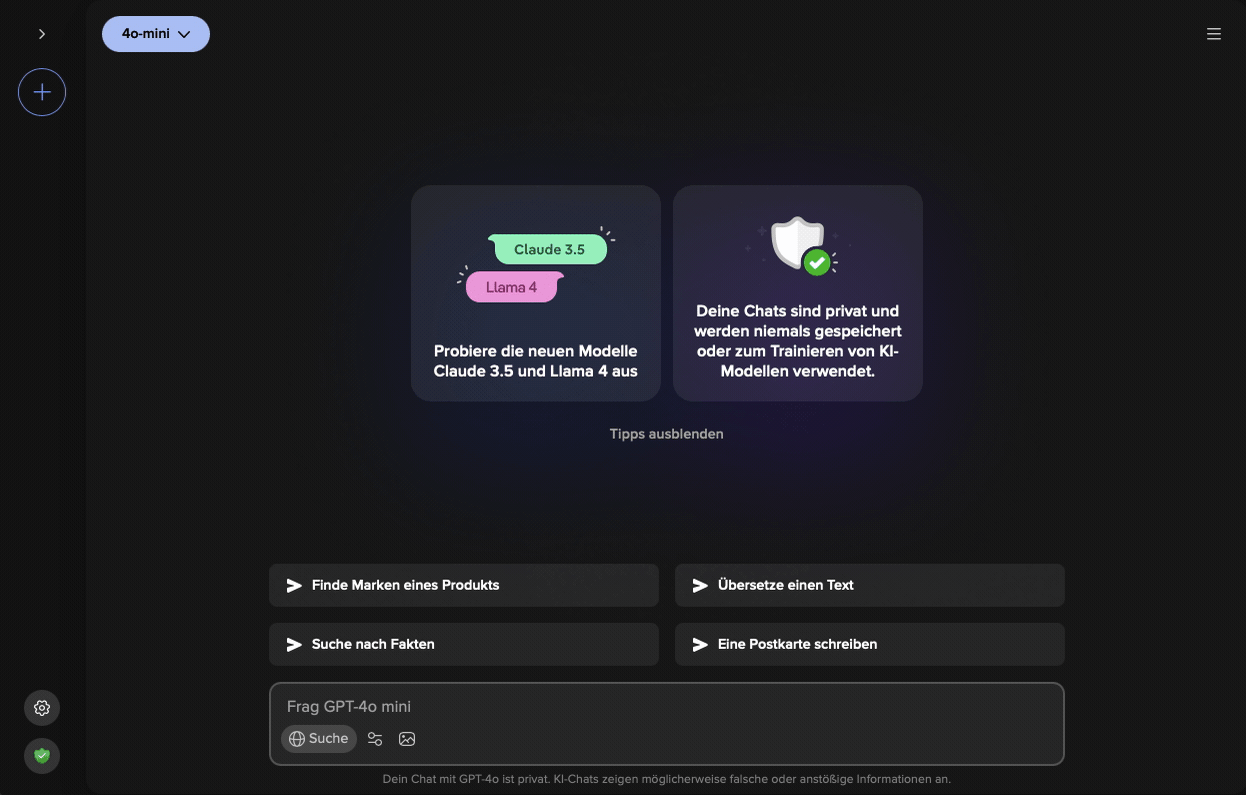 4o-mini
Claude 3.5
Llama 4
Probiere die neuen Modelle
Claude 3.5 und Llama 4 aus
Deine Chats sind privat und
werden niemals gespeichert
oder zum Trainieren von KI-
Modellen verwendet.
Tipps ausblenden
Finde Marken eines Produkts
Übersetze einen Text
Suche nach Fakten
Eine Postkarte schreiben
Frag GPT-4o mini
Suche
Dein Chat mit GPT-4o ist privat. KI-Chats zeigen möglicherweise falsche oder anstößige Informationen an.